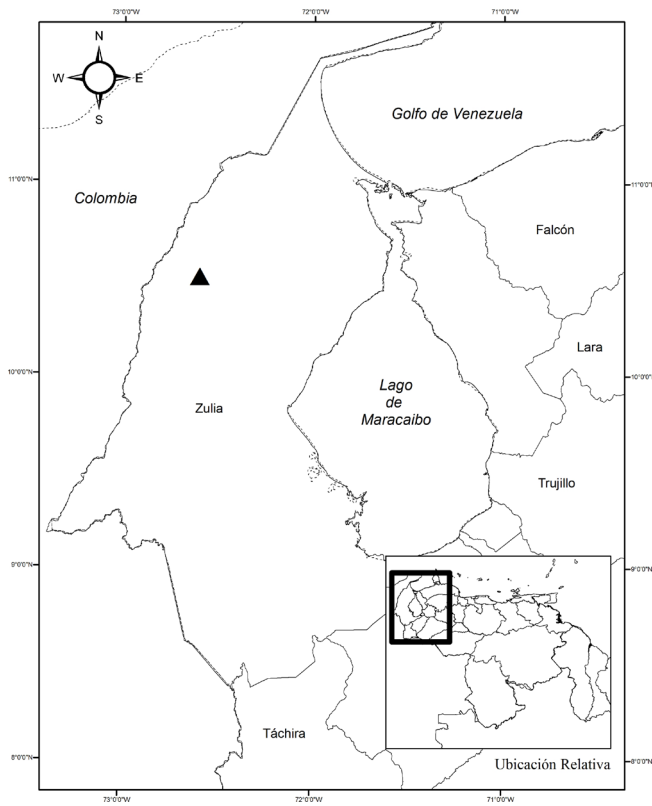 73°0'0"W 72°0'0"W 71°0'0"W
N
W E
S
Golfo de Venezuela
11°0'0"N 11°0'0"N
Colombia
Falcón
Lara
10°0'0"N 10°0'0"N
Lago
de
Maracaibo
Zulia
Trujillo
9°0'0"N 9°0'0"N
Táchira
8°0'0"N 8°0'0"N
Ubicación Relativa
73°0'0"W 72°0'0"W 71°0'0"W